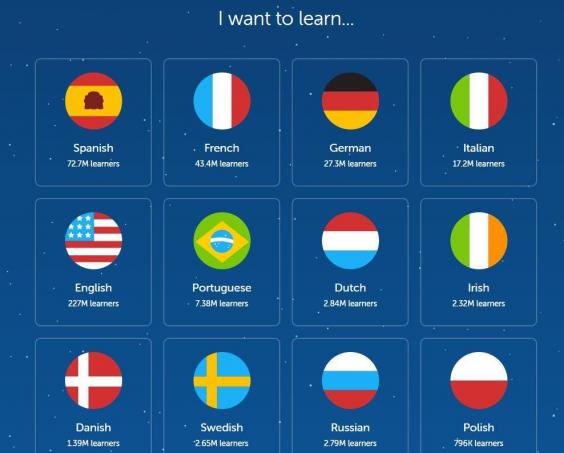 I want to learn...
Spanish
72.7M learners
French
43.4M learners
German
27.3M learners
Italian
17.2M learners
English
227M learners
Portuguese
7.38M learners
Dutch
2.84M learners
Irish
2.32M learners
Danish
1.39M learners
Swedish
2.65M learners
Russian
2.79M learners
Polish
796K learners